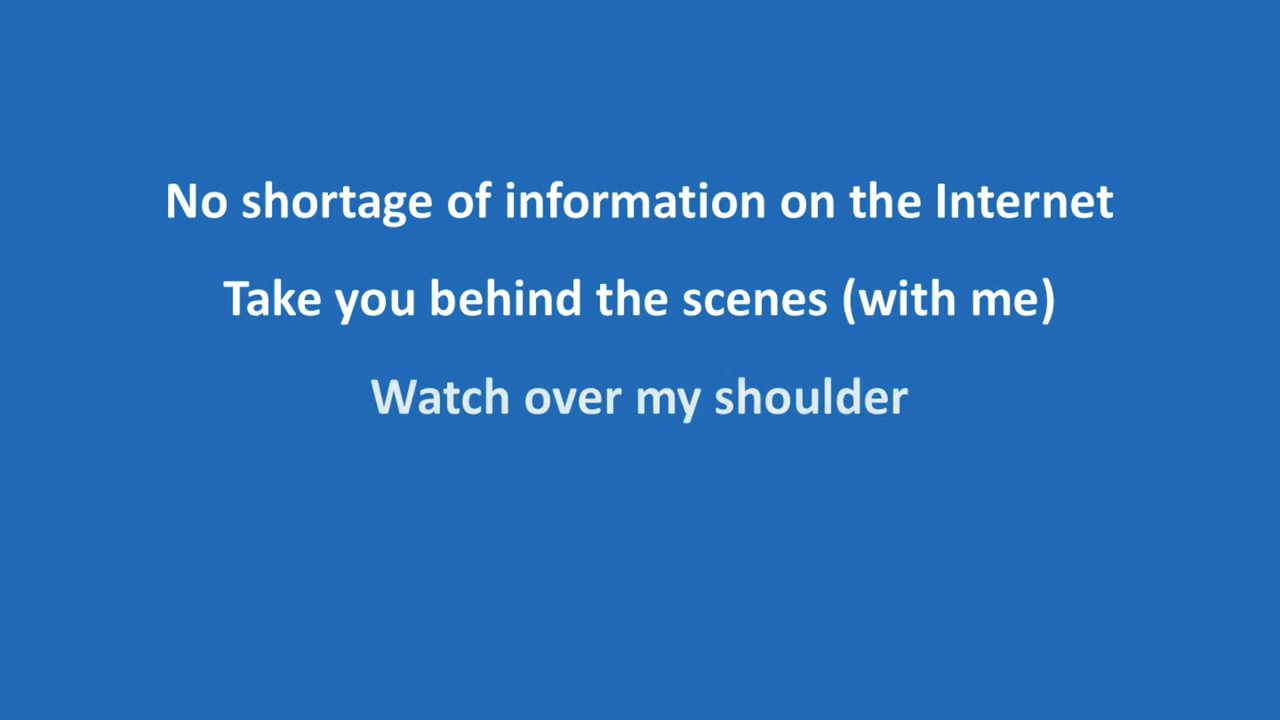 No shortage of information on the Internet
Take you behind the scenes (with me)
Watch over my shoulder